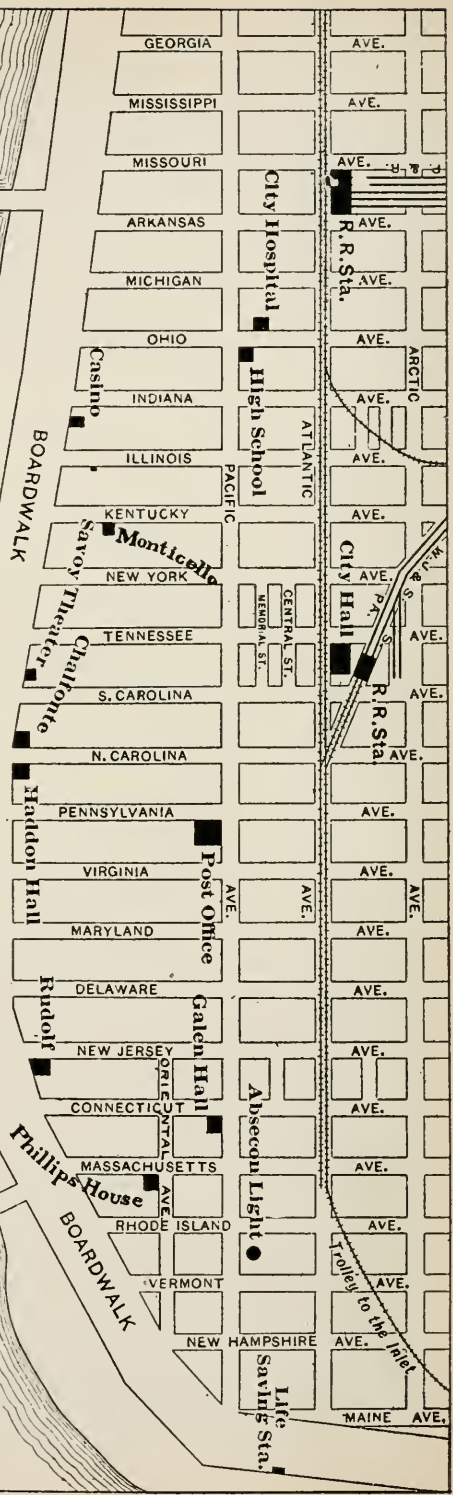 GEORGIA AVE.
MISSISSIPPI AVE.
MISSOURI AVE.
P. & R.
R.R.Sta.
ARKANSAS AVE.
City Hospital
MICHIGAN AVE.
OHIO AVE.
ARCTIC
High School
Casino
INDIANA AVE.
ATLANTIC
ILLINOIS AVE.
PACIFIC
BOARDWALK
KENTUCKY AVE.
Monticello
W.J. & S.
City Hall
NEW YORK AVE.
Savoy Theater
CENTRAL ST.
MEMORIAL ST.
TENNESSEE AVE.
R.R.Sta.
Chalfonte
S. CAROLINA AVE.
N. CAROLINA AVE.
Haddon Hall
PENNSYLVANIA AVE.
Post Office
VIRGINIA AVE.
AVE.
AVE.
AVE.
MARYLAND AVE.
DELAWARE AVE.
Rudolf
Galen Hall
NEW JERSEY AVE.
ORIENTAL AVE
Absecon Light
CONNECTICUT AVE.
MASSACHUSETTS AVE.
Phillips House
RHODE ISLAND AVE.
BOARDWALK
Trolley to the Inlet
VERMONT AVE.
NEW HAMPSHIRE AVE.
Life
Saving Sta.
MAINE AVE.